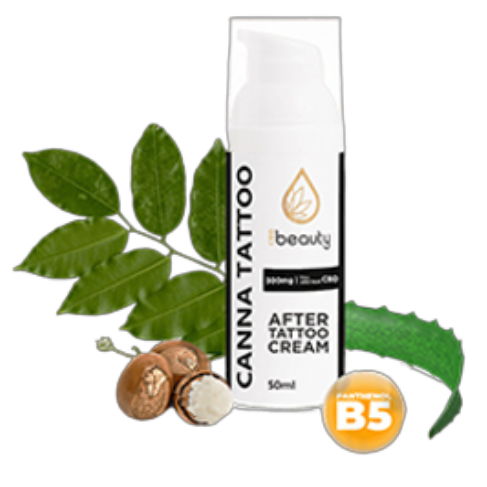 CANNA TATTOO
beauty
300mg | CBD
AFTER
TATTOO
CREAM
50ml
PANTHENOL
B5